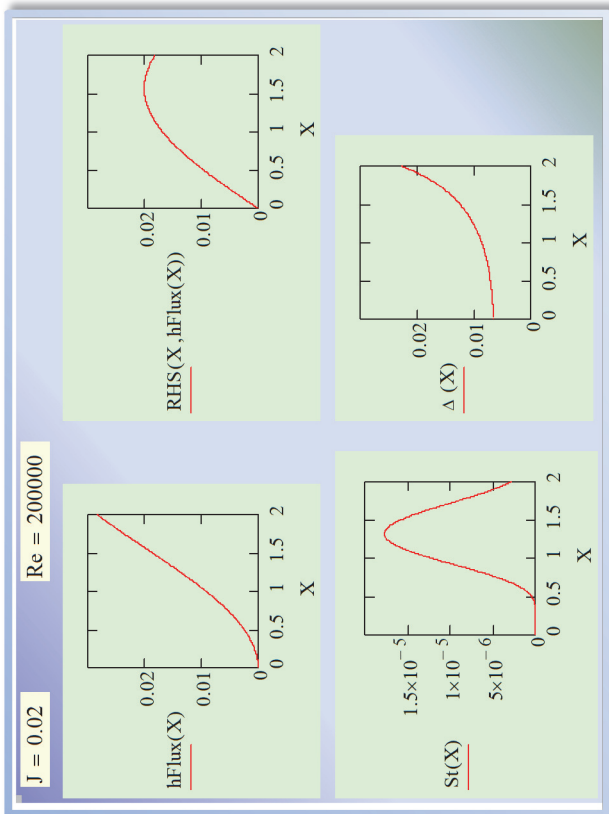 J = 0.02
Re = 200000
hFlux(X)
0.02
0.01
0
0 0.5 1 1.5 2
X
RHS(X,hFlux(X))
0.02
0.01
0
0 0.5 1 1.5 2
X
St(X)
1.5×10⁻⁵
1×10⁻⁵
5×10⁻⁶
0
0 0.5 1 1.5 2
X
Δ(X)
0.02
0.01
0
0 0.5 1 1.5 2
X